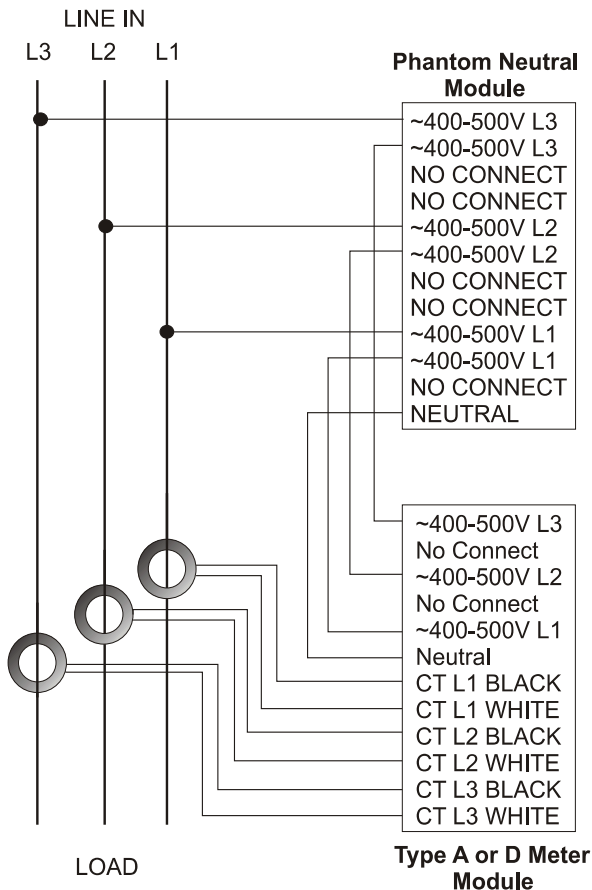 LINE IN
L3 L2 L1
Phantom Neutral
Module
~400-500V L3
~400-500V L3
NO CONNECT
NO CONNECT
~400-500V L2
~400-500V L2
NO CONNECT
NO CONNECT
~400-500V L1
~400-500V L1
NO CONNECT
NEUTRAL
~400-500V L3
No Connect
~400-500V L2
No Connect
~400-500V L1
Neutral
CT L1 BLACK
CT L1 WHITE
CT L2 BLACK
CT L2 WHITE
CT L3 BLACK
CT L3 WHITE
LOAD
Type A or D Meter
Module